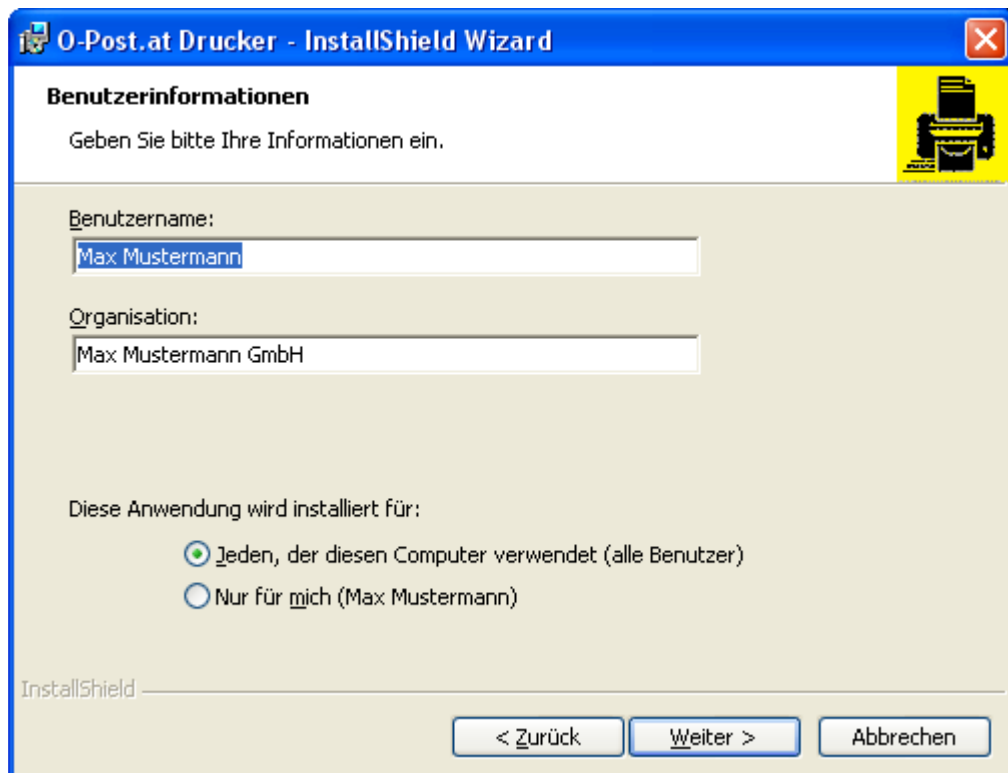 O-Post.at Drucker - InstallShield Wizard
Benutzerinformationen
Geben Sie bitte Ihre Informationen ein.
Benutzername:
Max Mustermann
Organisation:
Max Mustermann GmbH
Diese Anwendung wird installiert für:
Jeden, der diesen Computer verwendet (alle Benutzer)
Nur für mich (Max Mustermann)
InstallShield
< Zurück Weiter > Abbrechen